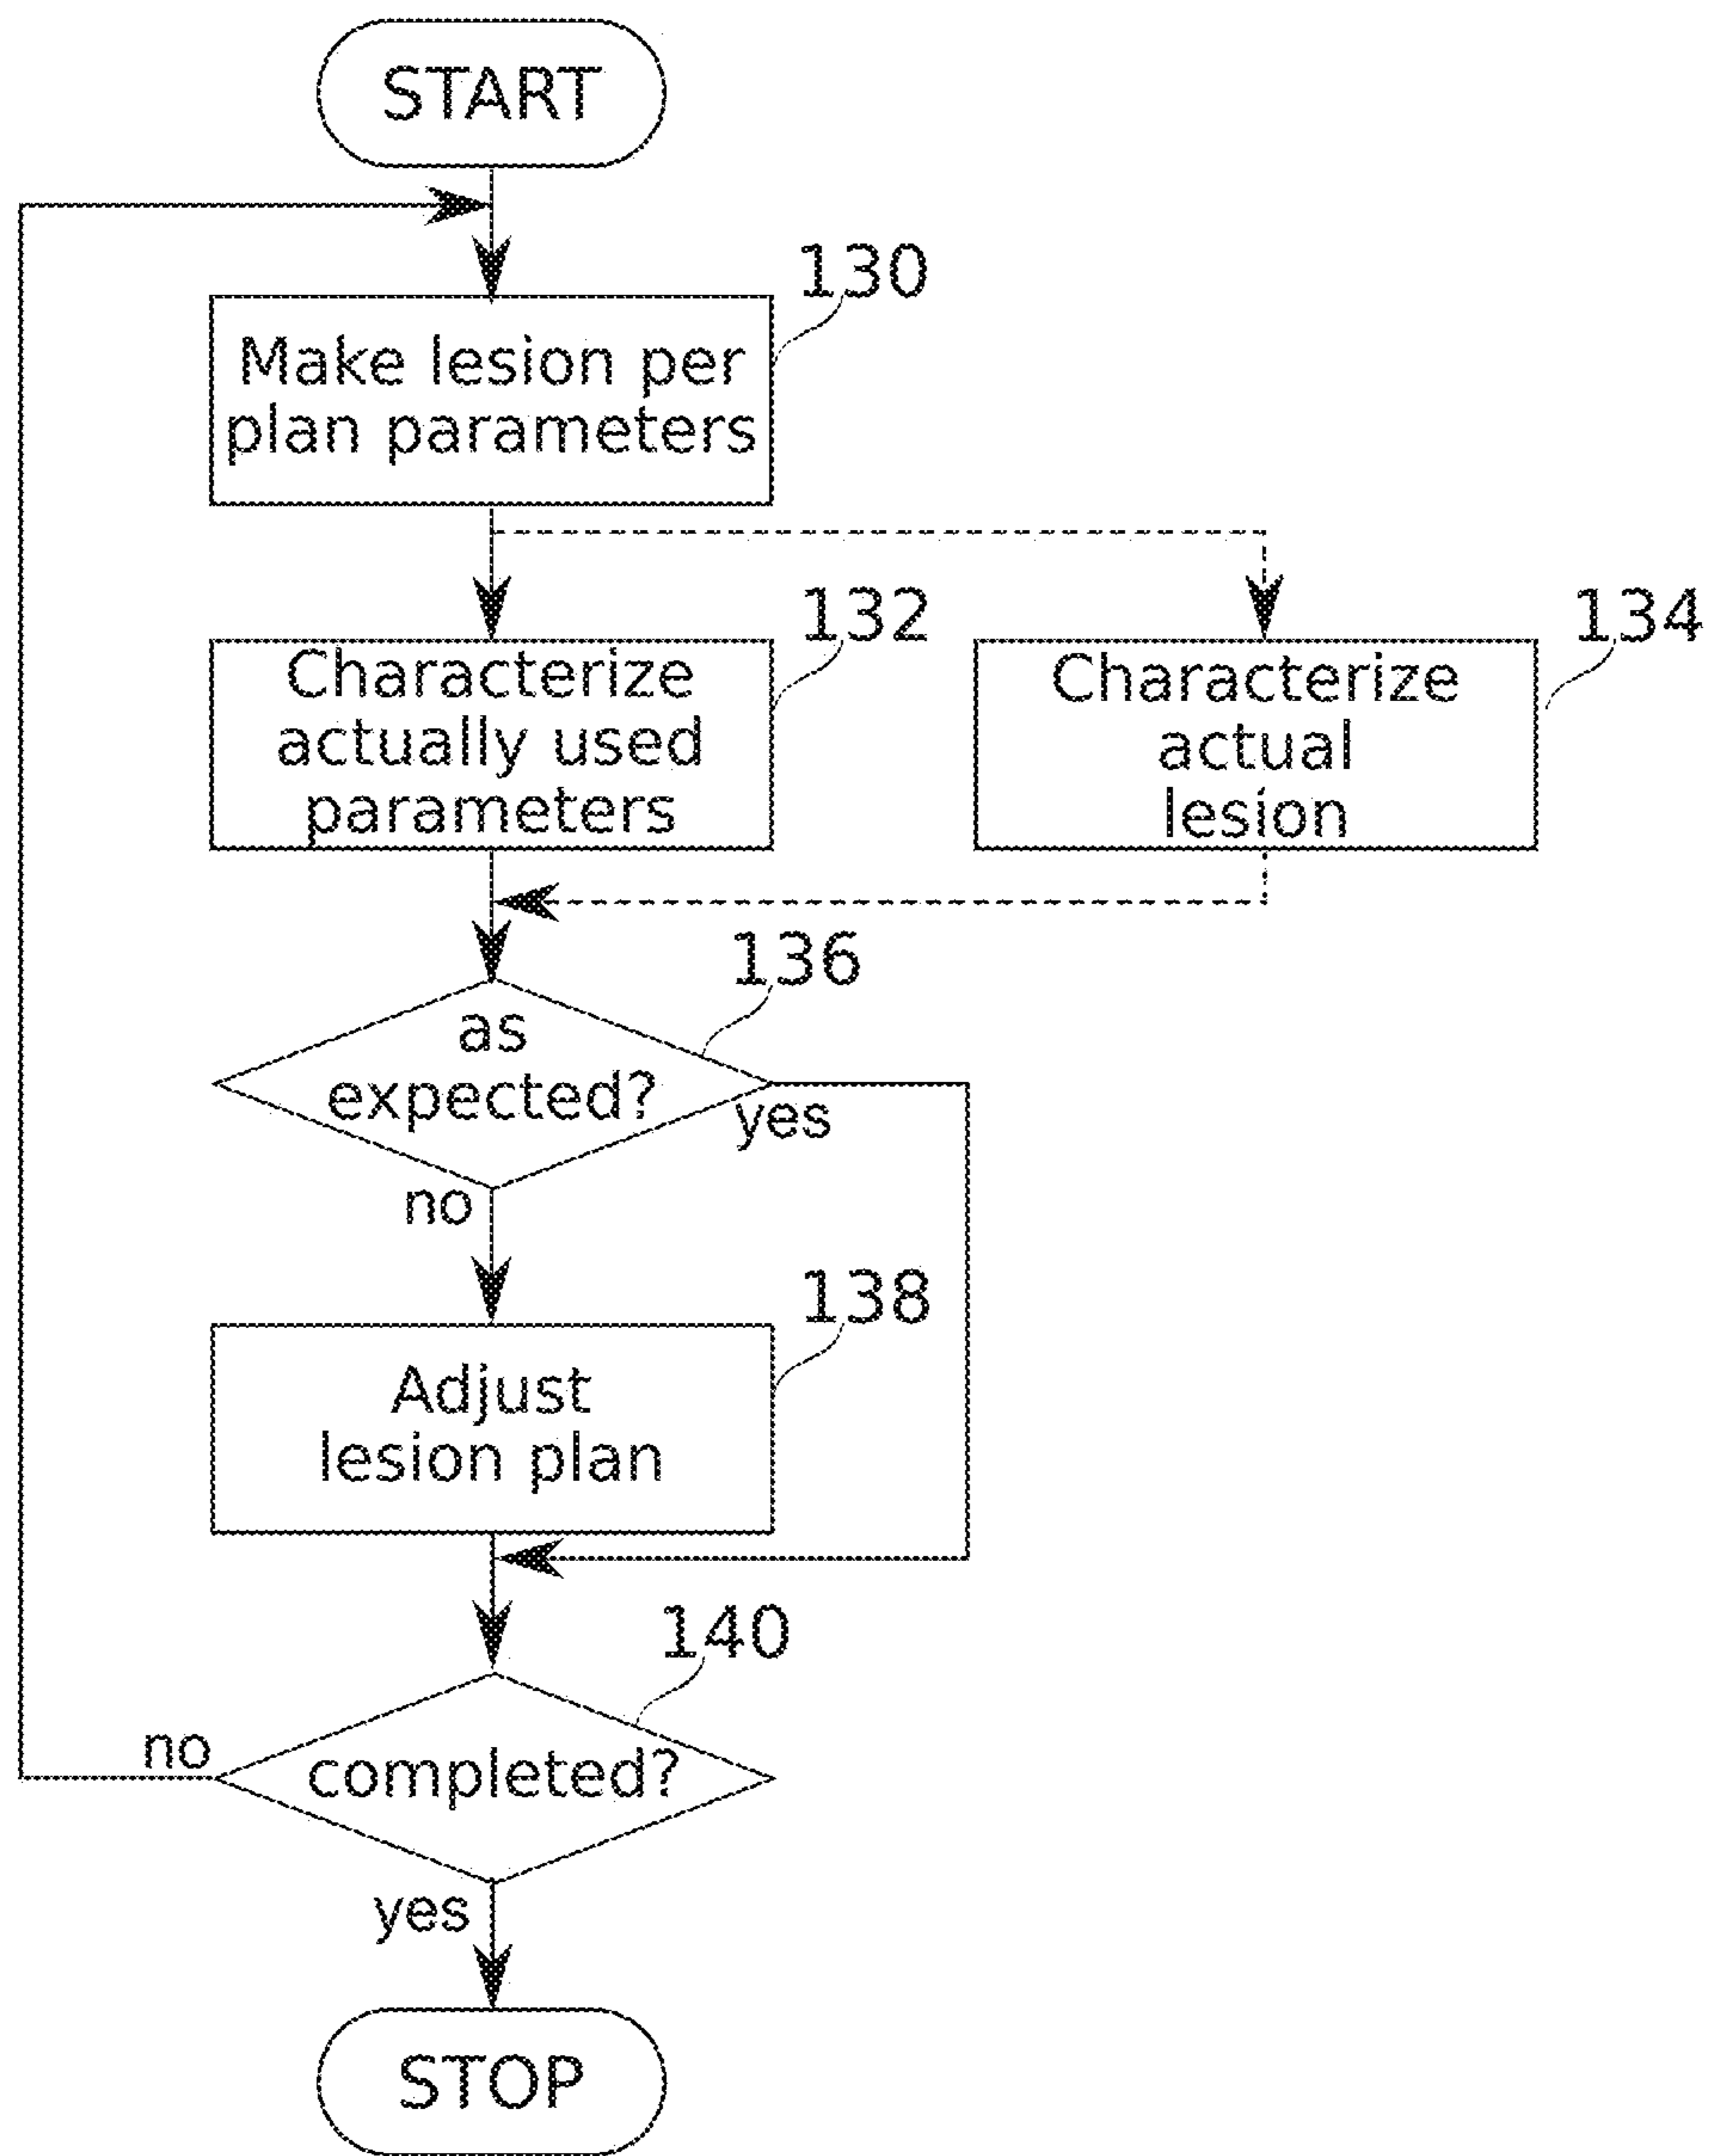 START
130
Make lesion per
plan parameters
132
Characterize
actually used
parameters
134
Characterize
actual
lesion
136
as
expected?
yes
no
138
Adjust
lesion plan
140
no
completed?
yes
STOP